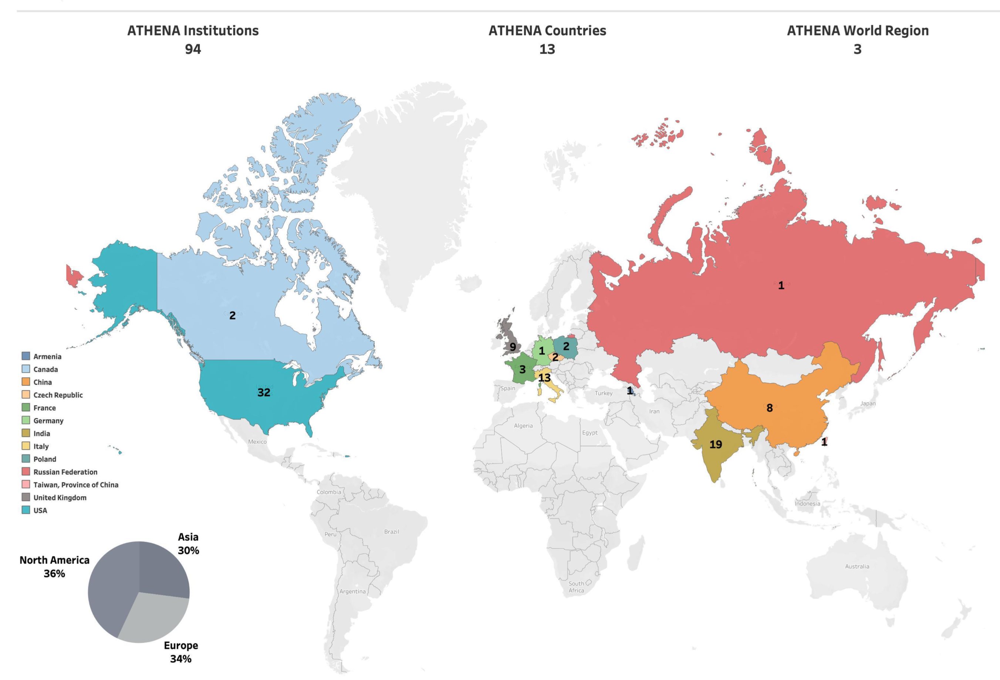 ATHENA Institutions
94
ATHENA Countries
13
ATHENA World Region
3
2
32
1
9
1
2
2
3
13
1
8
19
1
Spain
Turkey
Iran
Japan
Algeria
Egypt
Mexico
Colombia
Peru
Brazil
Argentina
South
Africa
Indonesia
Australia
Armenia
Canada
China
Czech Republic
France
Germany
India
Italy
Poland
Russian Federation
Taiwan, Province of China
United Kingdom
USA
Asia
30%
North America
36%
Europe
34%